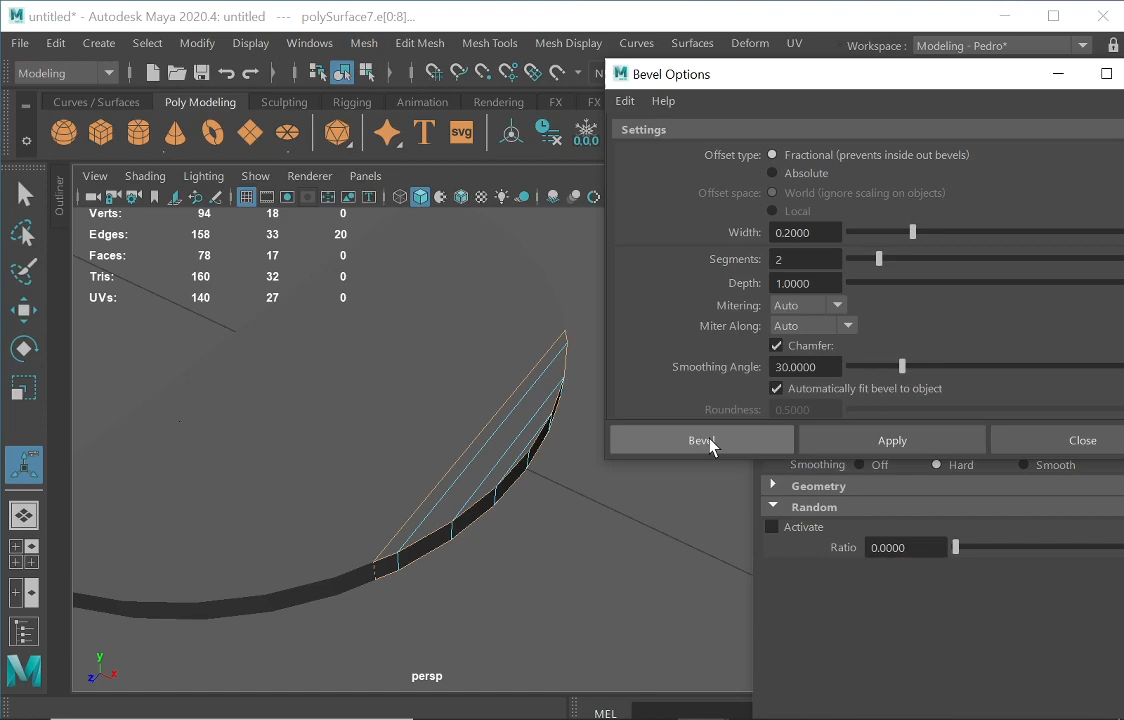 untitled* - Autodesk Maya 2020.4: untitled --- polySurface7.e[0:8]...
File Edit Create Select Modify Display Windows Mesh Edit Mesh Mesh Tools Mesh Display Curves Surfaces Deform UV Workspace : Modeling - Pedro*
Modeling N
Bevel Options
Edit Help
Curves / Surfaces Poly Modeling Sculpting Rigging Animation Rendering FX FX
T svg 0,0,0
Settings
Offset type: Fractional (prevents inside out bevels)
Absolute
Offset space: World (ignore scaling on objects)
Local
Width: 0.2000
Segments: 2
Depth: 1.0000
Mitering: Auto
Miter Along: Auto
Chamfer:
Smoothing Angle: 30.0000
Automatically fit bevel to object
Roundness: 0.5000
Bevel Apply Close
Outliner
View Shading Lighting Show Renderer Panels
Verts: 94 18 0
Edges: 158 33 20
Faces: 78 17 0
Tris: 160 32 0
UVs: 140 27 0
Smoothing Off Hard Smooth
Geometry
Random
Activate
Ratio 0.0000
y
z x
persp
MEL